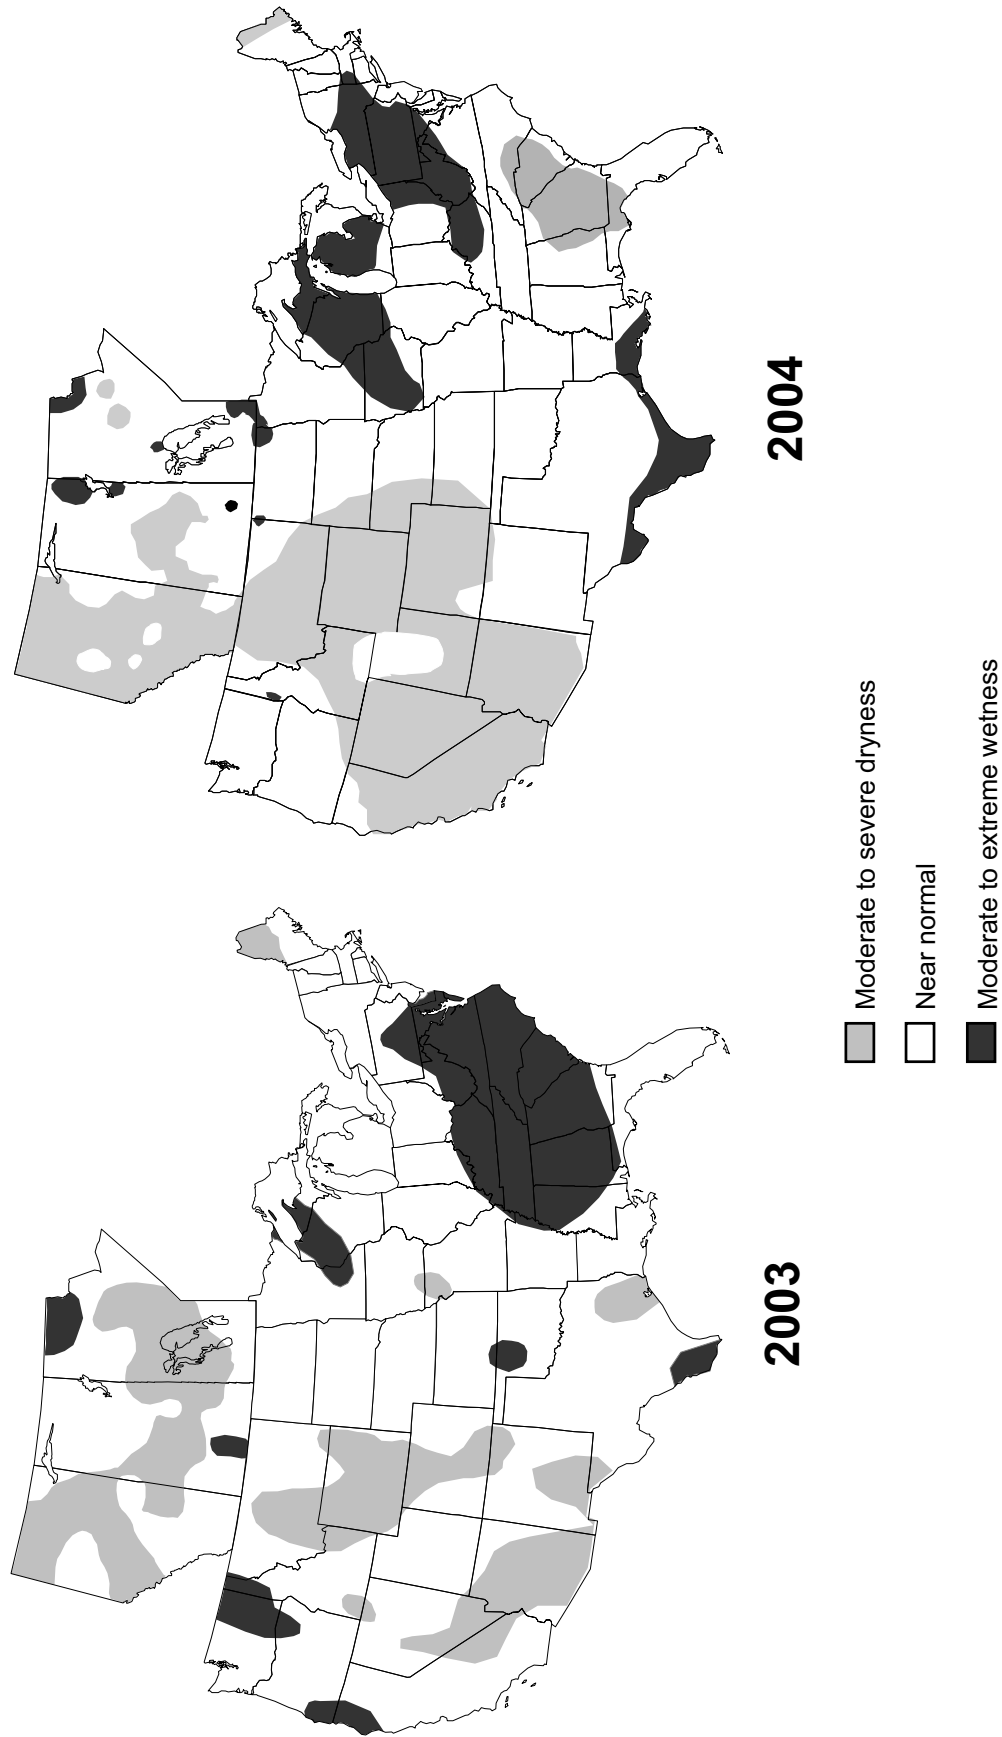 2003
2004
Moderate to severe dryness
Near normal
Moderate to extreme wetness